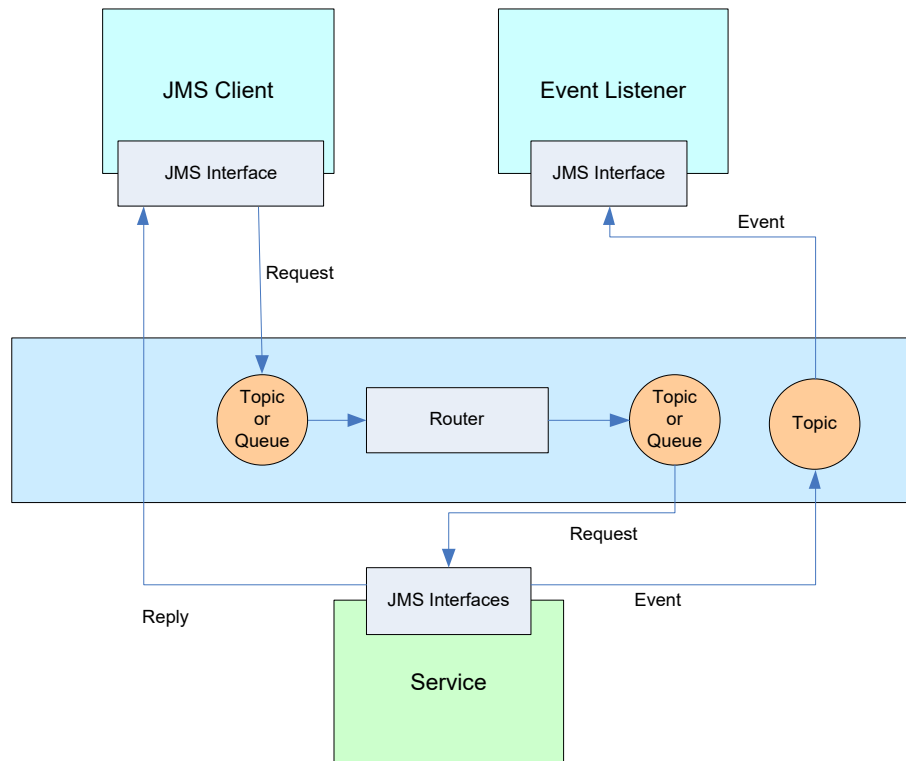 JMS Client
Event Listener
JMS Interface
JMS Interface
Event
Request
Topic
or
Queue
Router
Topic
or
Queue
Topic
Request
JMS Interfaces
Event
Reply
Service